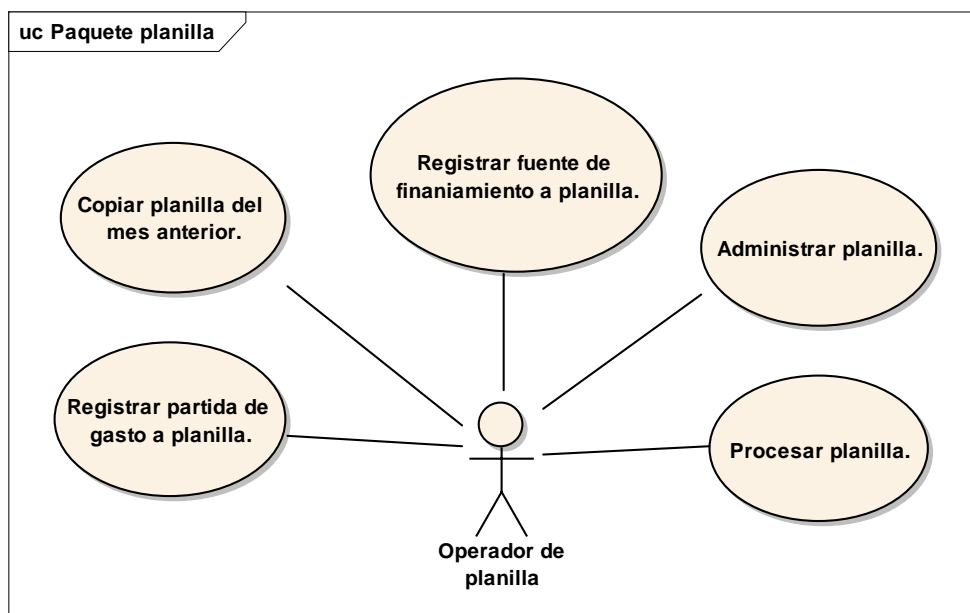 uc Paquete planilla
Registrar fuente de
finaniamiento a planilla.
Copiar planilla del
mes anterior.
Administrar planilla.
Registrar partida de
gasto a planilla.
Procesar planilla.
Operador de
planilla